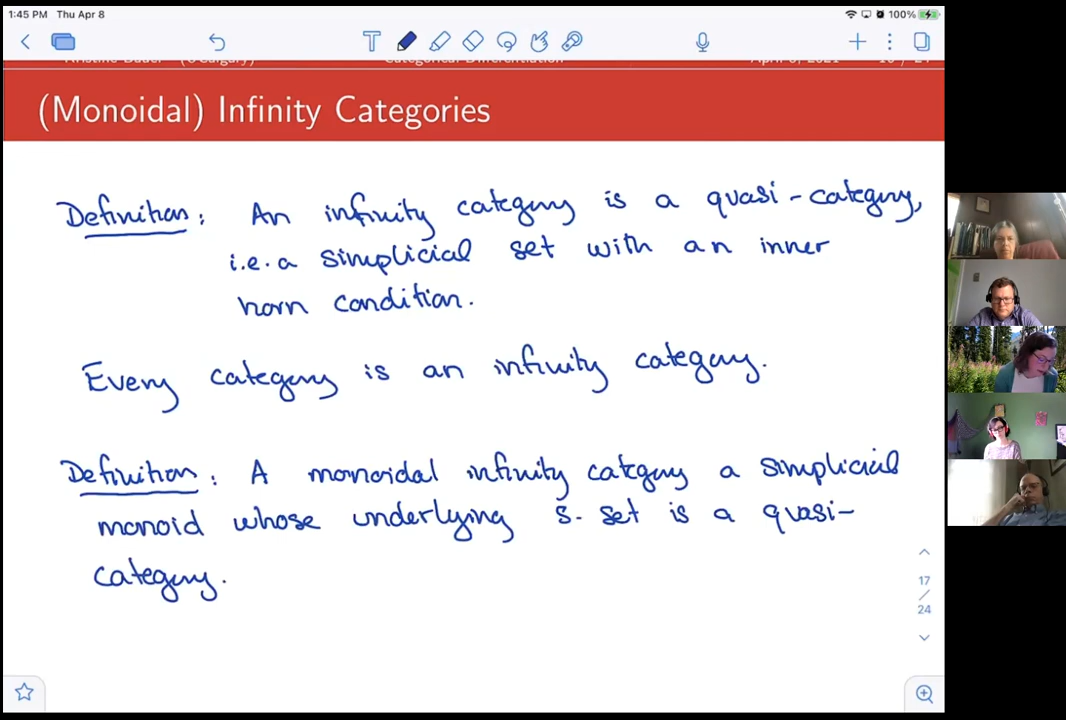 1:45 PM Thu Apr 8
100%
(Monoidal) Infinity Categories
Definition: An infinity category is a quasi-category,
i.e. a simplicial set with an inner
horn condition.
Every category is an infinity category.
Definition: A monoidal infinity category a simplicial
monoid whose underlying s. set is a quasi-
category.
17
/
24